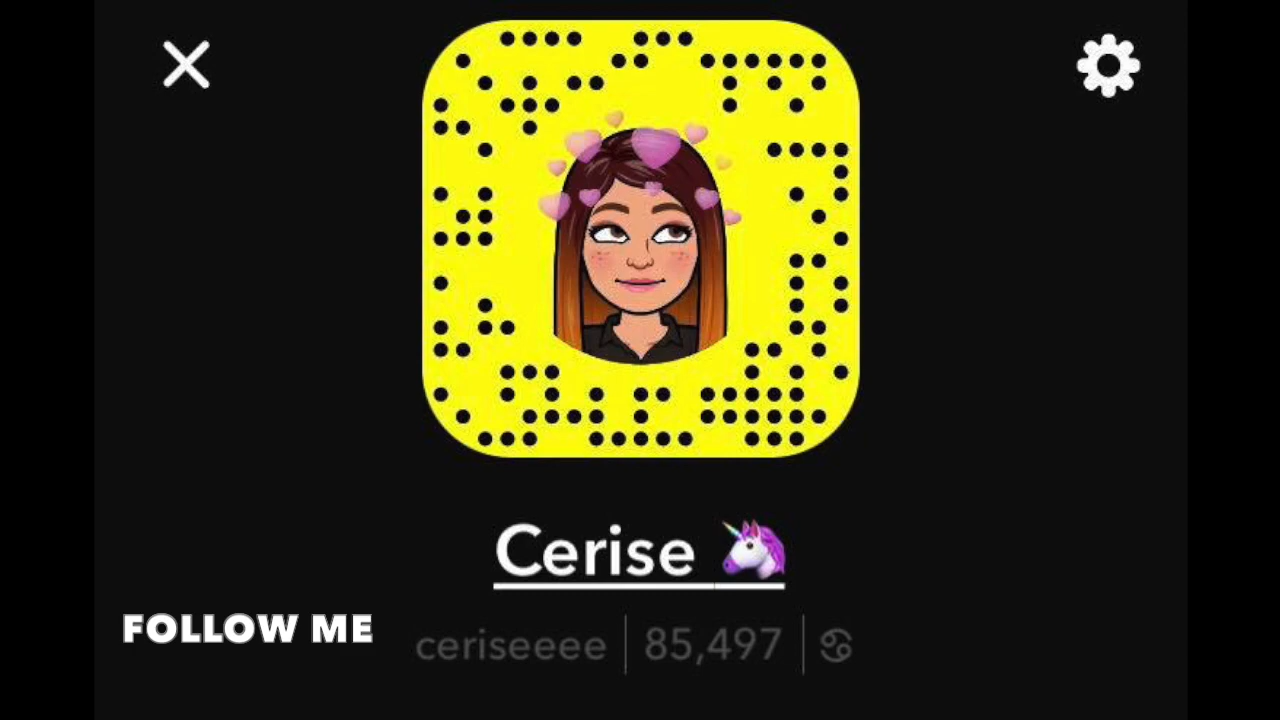 Cerise 🦄
FOLLOW ME
ceriseeee | 85,497 | ♋